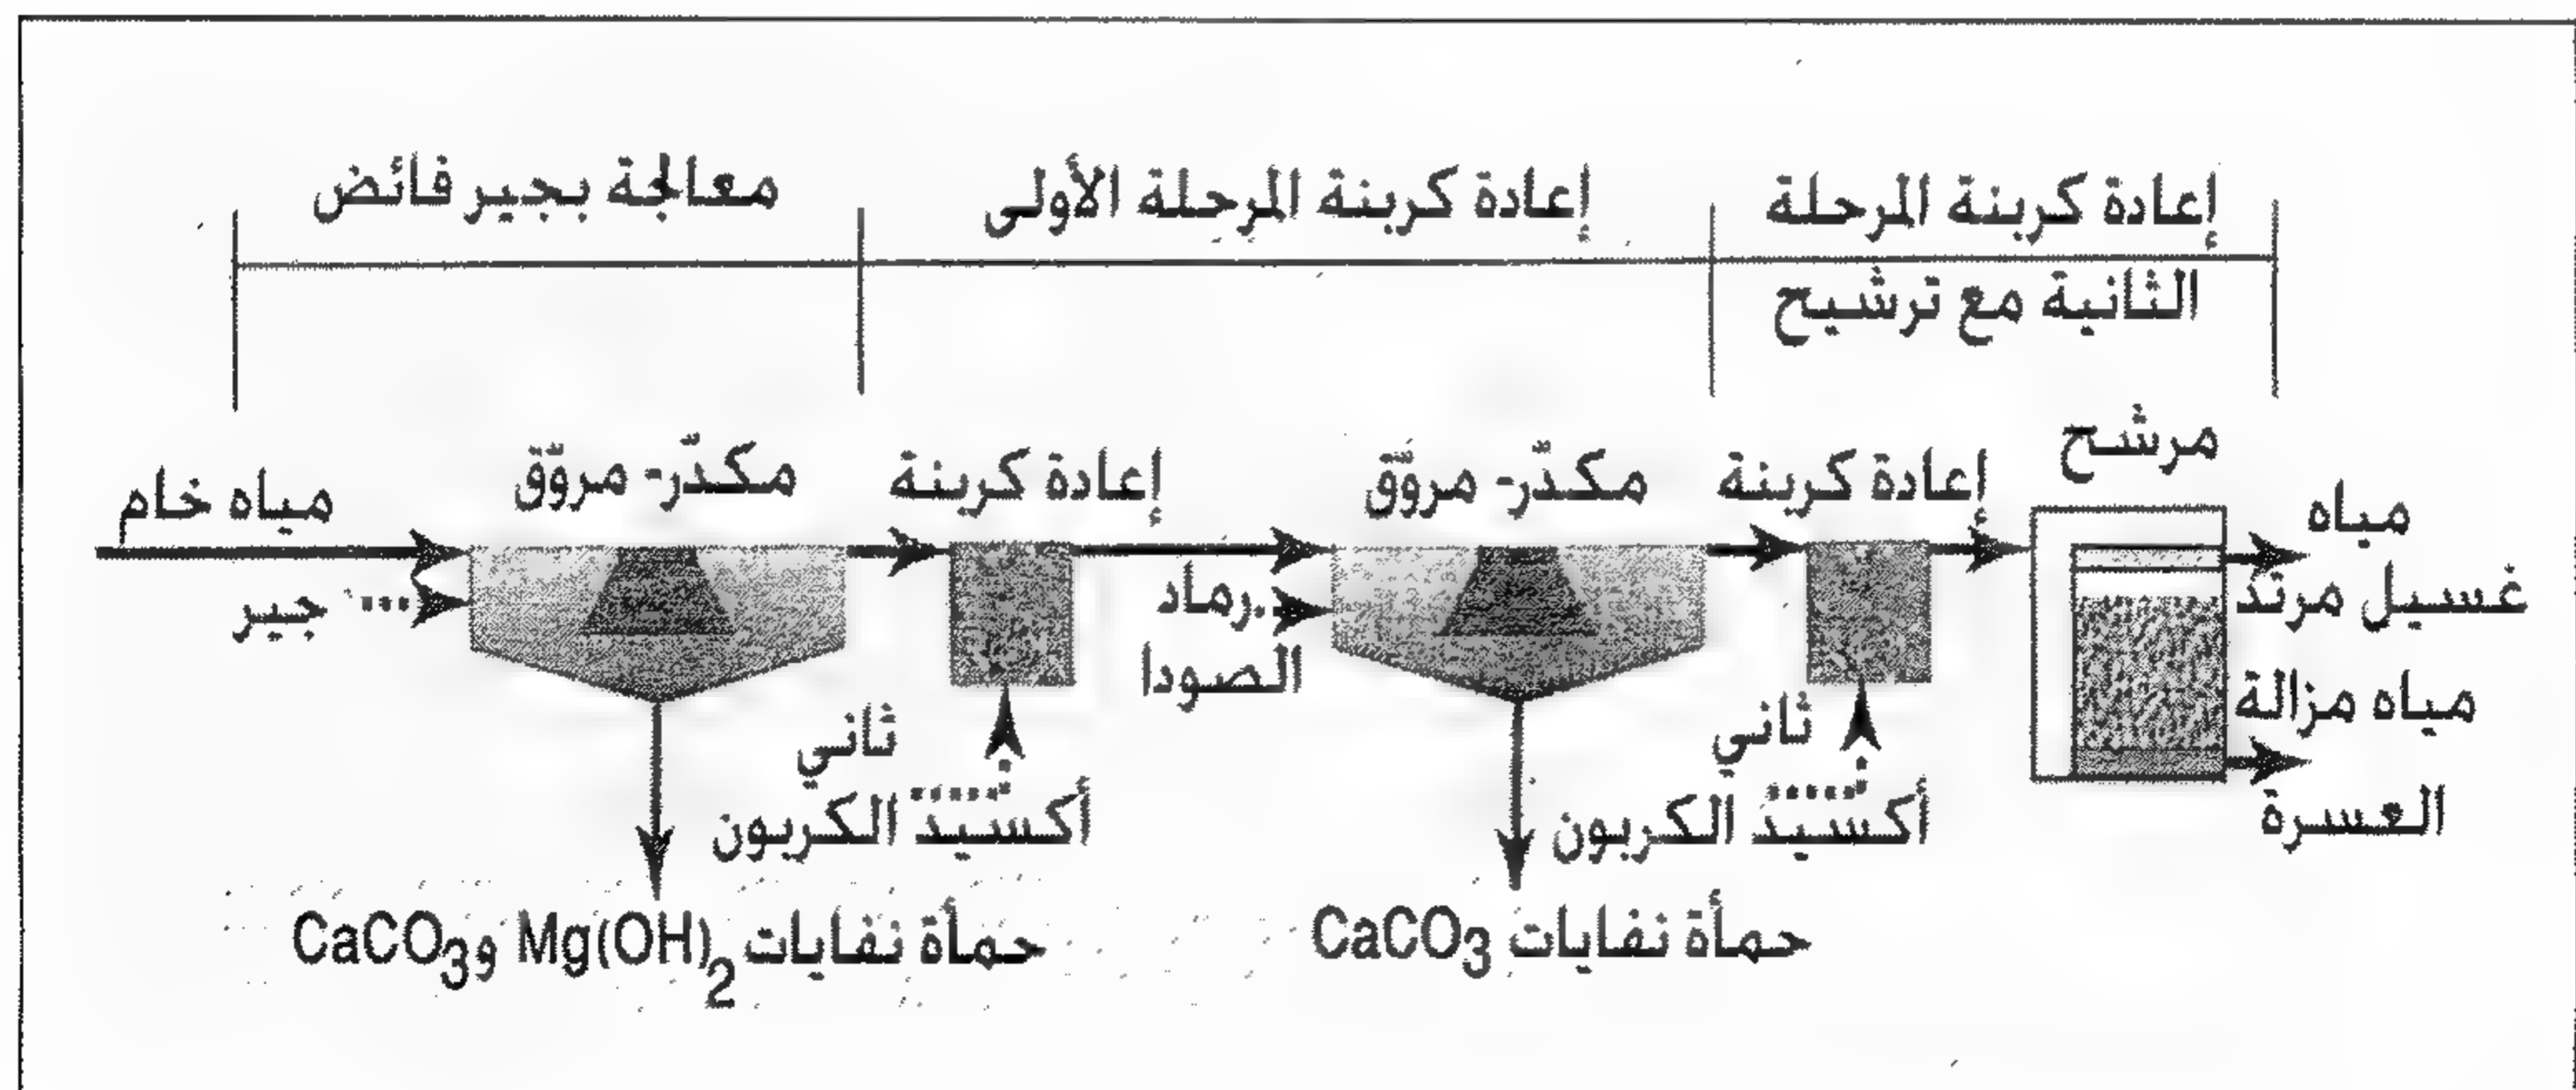 معالجة بجير فائض
إعادة كربنة المرحلة الأولى
إعادة كربنة المرحلة
الثانية مع ترشيح
مياه خام
جير
مكدّر- مروّق
إعادة كربنة
رماد
الصودا
مكدّر- مروّق
إعادة كربنة
مرشح
مياه
غسيل مرتد
مياه مزالة
العسرة
ثاني
أكسيد الكربون
ثاني
أكسيد الكربون
حمأة نفايات Mg(OH)2 وCaCO3
حمأة نفايات CaCO3